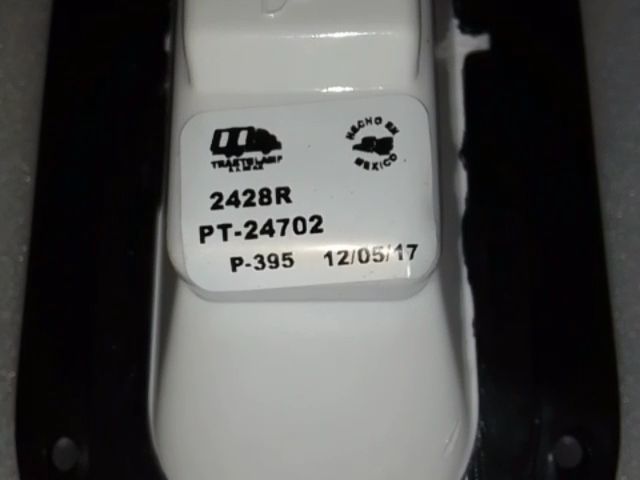 HECHO EN
MEXICO
2428R
PT-24702
P-395 12/05/17